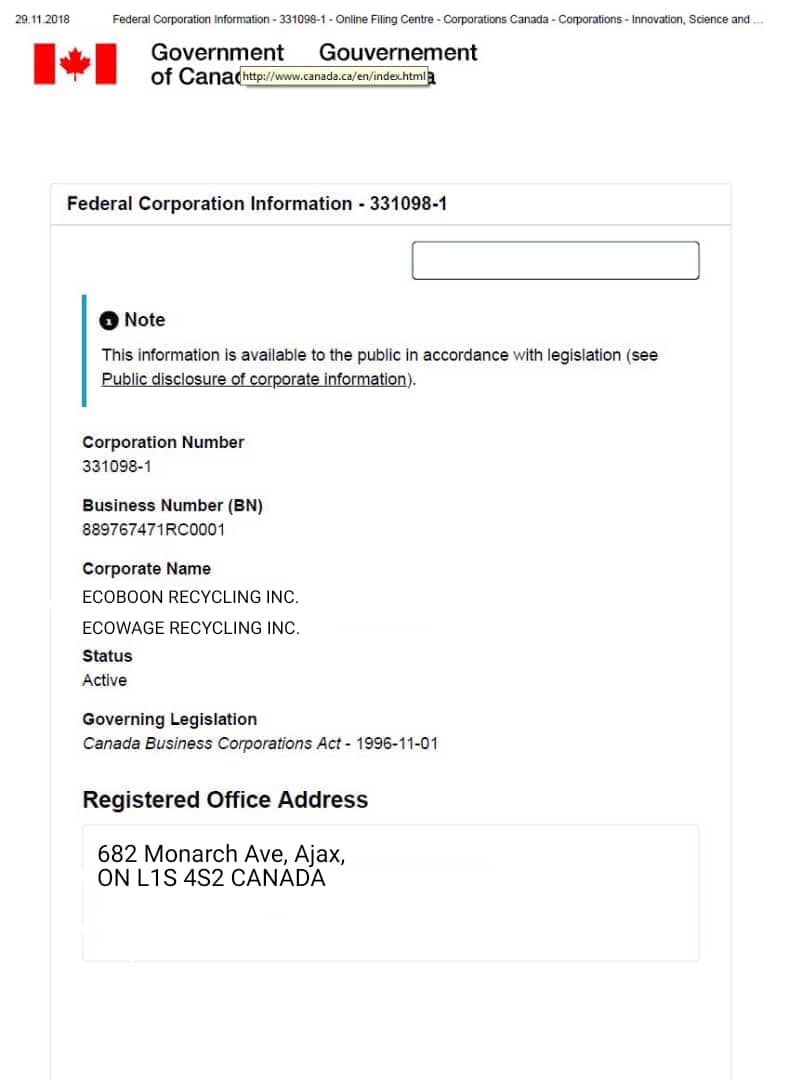 29.11.2018 Federal Corporation Information - 331098-1 - Online Filing Centre - Corporations Canada - Corporations - Innovation, Science and ...
Government Gouvernement
of Canad
http://www.canada.ca/en/index.html
a
Federal Corporation Information - 331098-1
Note
This information is available to the public in accordance with legislation (see
Public disclosure of corporate information).
Corporation Number
331098-1
Business Number (BN)
889767471RC0001
Corporate Name
ECOBOON RECYCLING INC.
ECOWAGE RECYCLING INC.
Status
Active
Governing Legislation
Canada Business Corporations Act - 1996-11-01
Registered Office Address
682 Monarch Ave, Ajax,
ON L1S 4S2 CANADA